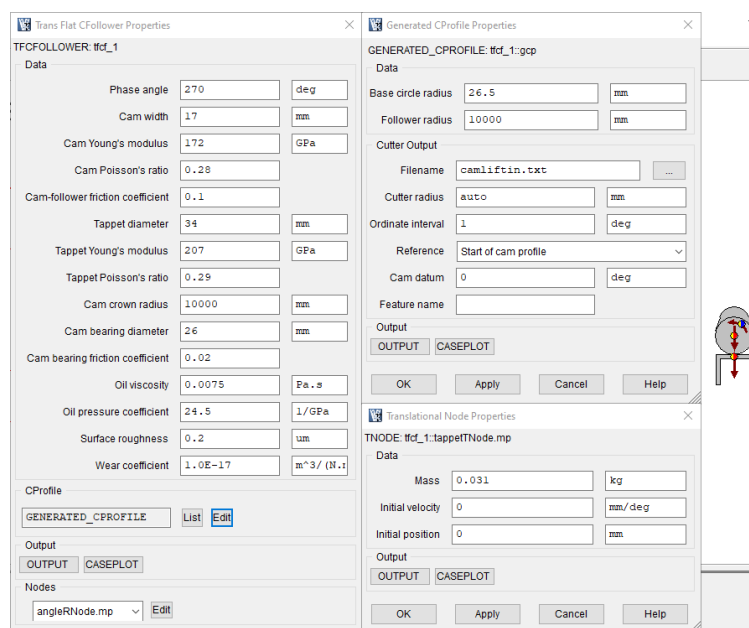 Trans Flat CFollower Properties
TFCFOLLOWER: tfcf_1
Data
Phase angle 270 deg
Cam width 17 mm
Cam Young's modulus 172 GPa
Cam Poisson's ratio 0.28
Cam-follower friction coefficient 0.1
Tappet diameter 34 mm
Tappet Young's modulus 207 GPa
Tappet Poisson's ratio 0.29
Cam crown radius 10000 mm
Cam bearing diameter 26 mm
Cam bearing friction coefficient 0.02
Oil viscosity 0.0075 Pa.s
Oil pressure coefficient 24.5 1/GPa
Surface roughness 0.2 um
Wear coefficient 1.0E-17 m^3/(N.
CProfile
GENERATED_CPROFILE List Edit
Output
OUTPUT CASEPLOT
Nodes
angleRNode.mp Edit
Generated CProfile Properties
GENERATED_CPROFILE: tfcf_1::gcp
Data
Base circle radius 26.5 mm
Follower radius 10000 mm
Cutter Output
Filename camliftin.txt ...
Cutter radius auto mm
Ordinate interval 1 deg
Reference Start of cam profile
Cam datum 0 deg
Feature name
Output
OUTPUT CASEPLOT
OK Apply Cancel Help
Translational Node Properties
TNODE: tfcf_1::tappetTNode.mp
Data
Mass 0.031 kg
Initial velocity 0 mm/deg
Initial position 0 mm
Output
OUTPUT CASEPLOT
OK Apply Cancel Help